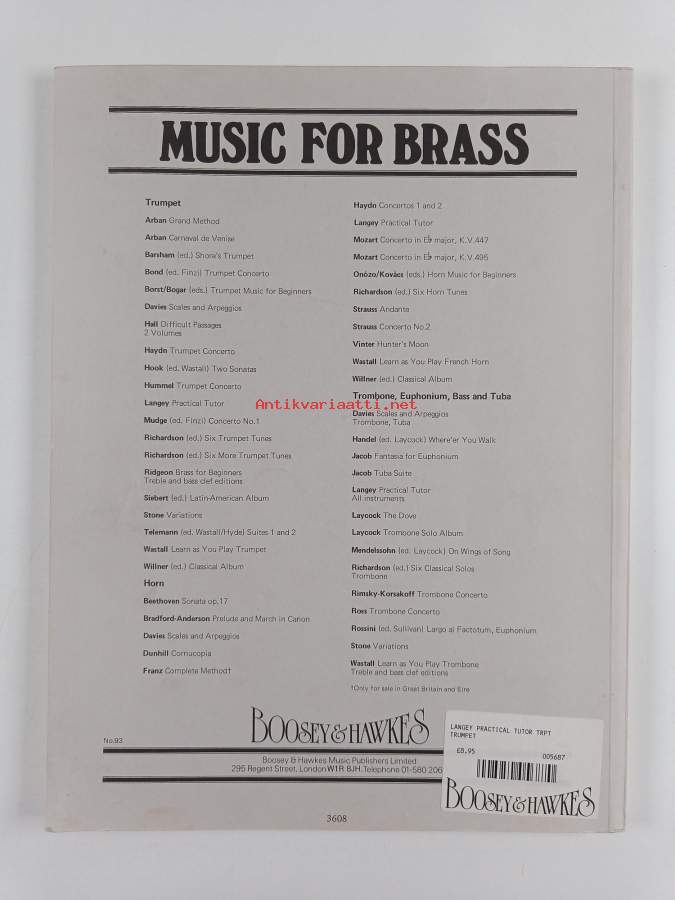 MUSIC FOR BRASS
Trumpet
Arban Grand Method
Arban Carnaval de Venise
Barsham (ed.) Shore's Trumpet
Bond (ed. Finzi) Trumpet Concerto
Borst/Bogar (eds.) Trumpet Music for Beginners
Davies Scales and Arpeggios
Hall Difficult Passages
2 Volumes
Haydn Trumpet Concerto
Hook (ed. Wastall) Two Sonatas
Hummel Trumpet Concerto
Langey Practical Tutor
Mudge (ed. Finzi) Concerto No.1
Richardson (ed.) Six Trumpet Tunes
Richardson (ed.) Six More Trumpet Tunes
Ridgeon Brass for Beginners
Treble and bass clef editions
Siebert (ed.) Latin-American Album
Stone Variations
Telemann (ed. Wastall/Hyde) Suites 1 and 2
Wastall Learn as You Play Trumpet
Willner (ed.) Classical Album
Horn
Beethoven Sonata op.17
Bradford-Anderson Prelude and March in Canon
Davies Scales and Arpeggios
Dunhill Cornucopia
Franz Complete Method†
Haydn Concertos 1 and 2
Langey Practical Tutor
Mozart Concerto in E♭ major, K.V.447
Mozart Concerto in E♭ major, K.V.495
Onózo/Kovács (eds.) Horn Music for Beginners
Richardson (ed.) Six Horn Tunes
Strauss Andante
Strauss Concerto No.2
Vinter Hunter's Moon
Wastall Learn as You Play French Horn
Willner (ed.) Classical Album
Trombone, Euphonium, Bass and Tuba
Davies Scales and Arpeggios
Trombone, Tuba
Handel (ed. Laycock) Where'er You Walk
Jacob Fantasia for Euphonium
Jacob Tuba Suite
Langey Practical Tutor
All instruments
Laycock The Dove
Laycock Trombone Solo Album
Mendelssohn (ed. Laycock) On Wings of Song
Richardson (ed.) Six Classical Solos
Trombone
Rimsky-Korsakoff Trombone Concerto
Ross Trombone Concerto
Rossini (ed. Sullivan) Largo al Factotum, Euphonium
Stone Variations
Wastall Learn as You Play Trombone
Treble and bass clef editions
†Only for sale in Great Britain and Eire
Antikvariaatti.net
No.93
BOOSEY & HAWKES
Boosey & Hawkes Music Publishers Limited
295 Regent Street, London W1R 8JH. Telephone 01-580 206
3608
LANGEY PRACTICAL TUTOR TRPT
TRUMPET
£8.95 005687
BOOSEY & HAWKES